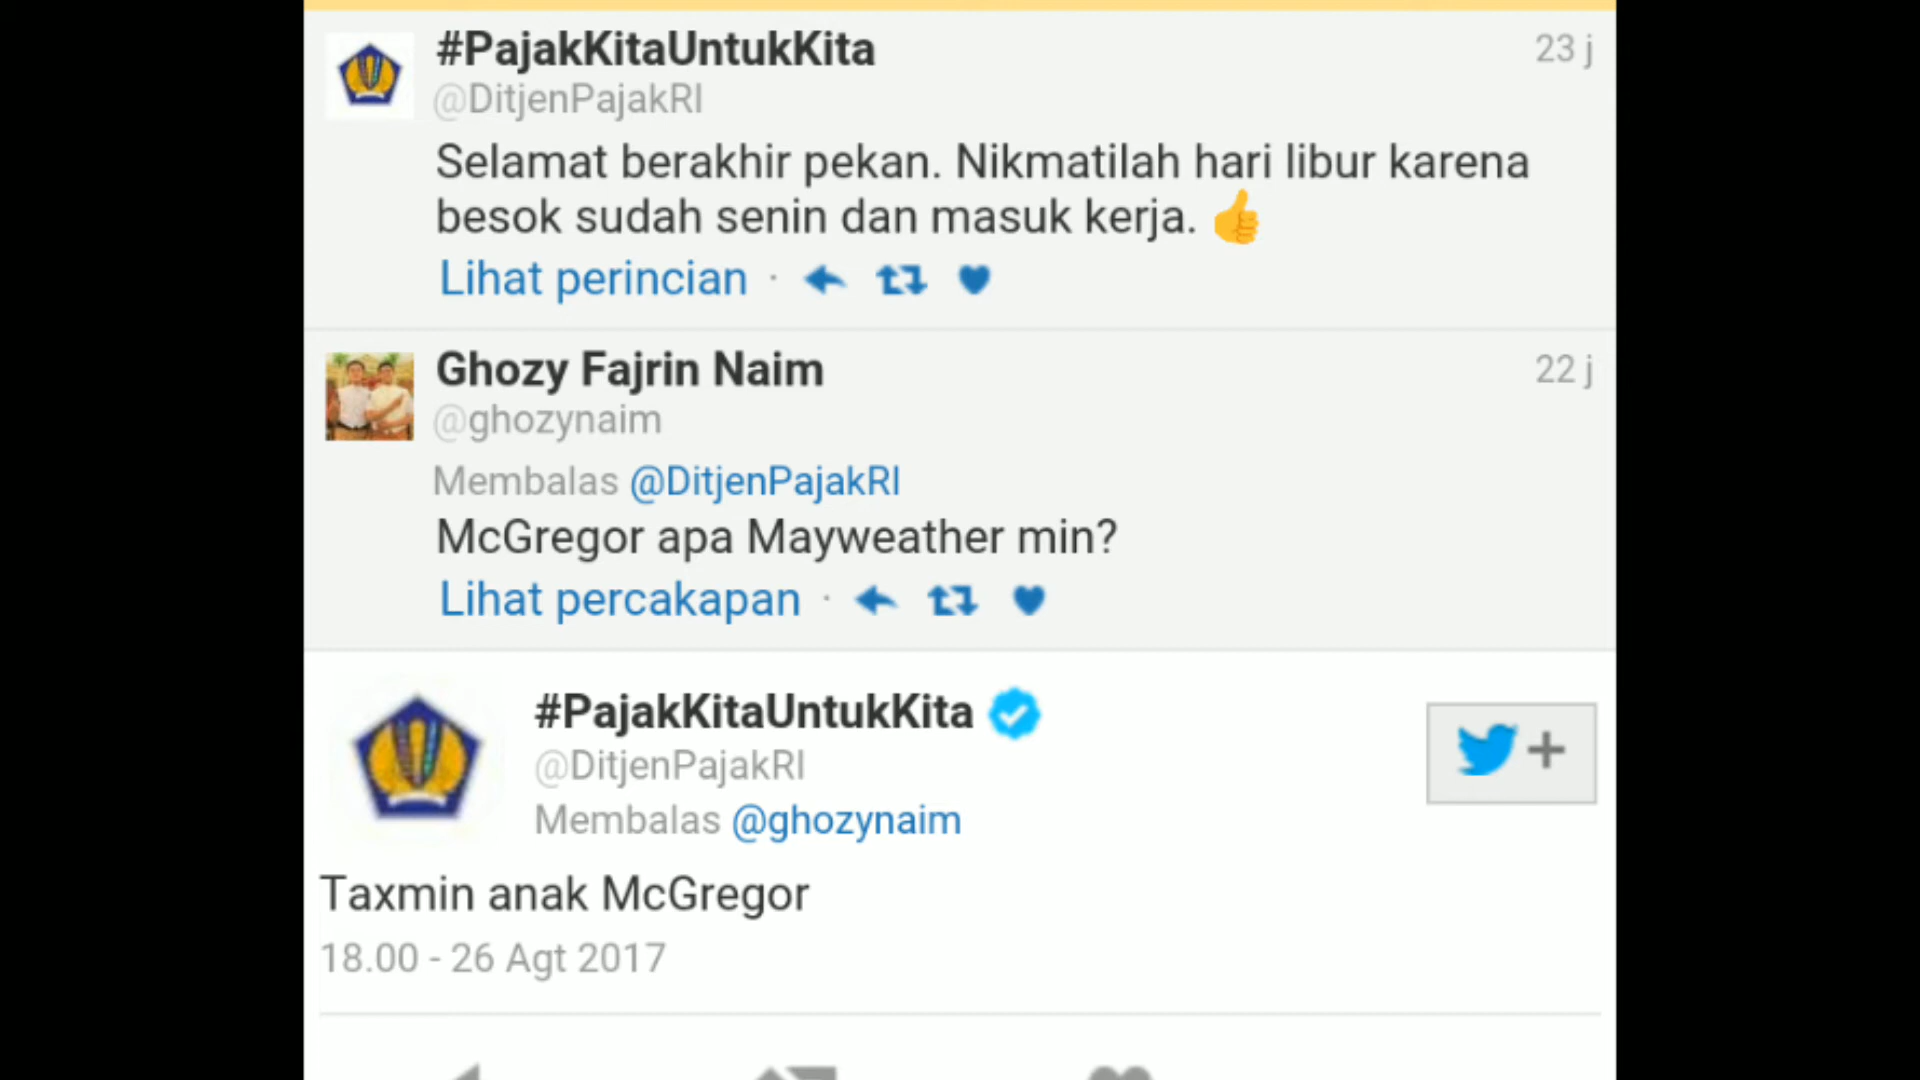 #PajakKitaUntukKita
23 j
@DitjenPajakRI
Selamat berakhir pekan. Nikmatilah hari libur karena
besok sudah senin dan masuk kerja. 👍
Lihat perincian ·
Ghozy Fajrin Naim
22 j
@ghozynaim
Membalas @DitjenPajakRI
McGregor apa Mayweather min?
Lihat percakapan ·
#PajakKitaUntukKita
@DitjenPajakRI
Membalas @ghozynaim
Taxmin anak McGregor
18.00 - 26 Agt 2017